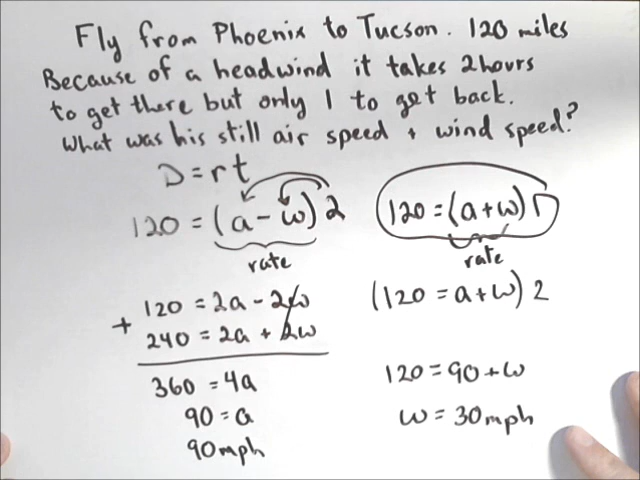 Fly from Phoenix to Tucson. 120 miles
Because of a headwind it takes 2 hours
to get there but only 1 to get back.
What was his still air speed + wind speed?
D = rt
120 = (a - w) 2
rate
120 = (a + w) 1
rate
120 = 2a - 2w
+ 240 = 2a + 2w
360 = 4a
90 = a
90 mph
(120 = a + w) 2
120 = 90 + w
w = 30 mph